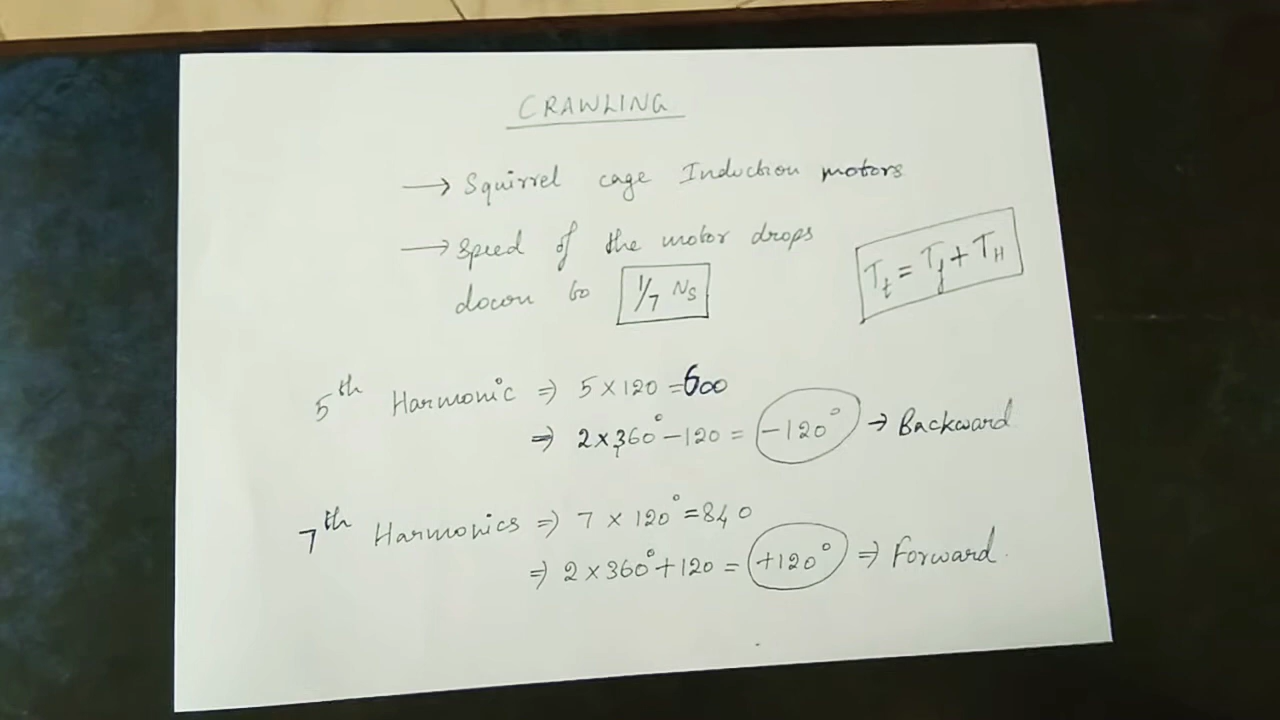 CRAWLING
→ Squirrel cage Induction motors
→ Speed of the motor drops
down to 1/7 Ns
Tt = Tf + TH
5th Harmonic ⇒ 5 × 120 = 600
⇒ 2 × 360° - 120 = -120° → Backward
7th Harmonics ⇒ 7 × 120° = 840
⇒ 2 × 360° + 120 = +120° ⇒ Forward.